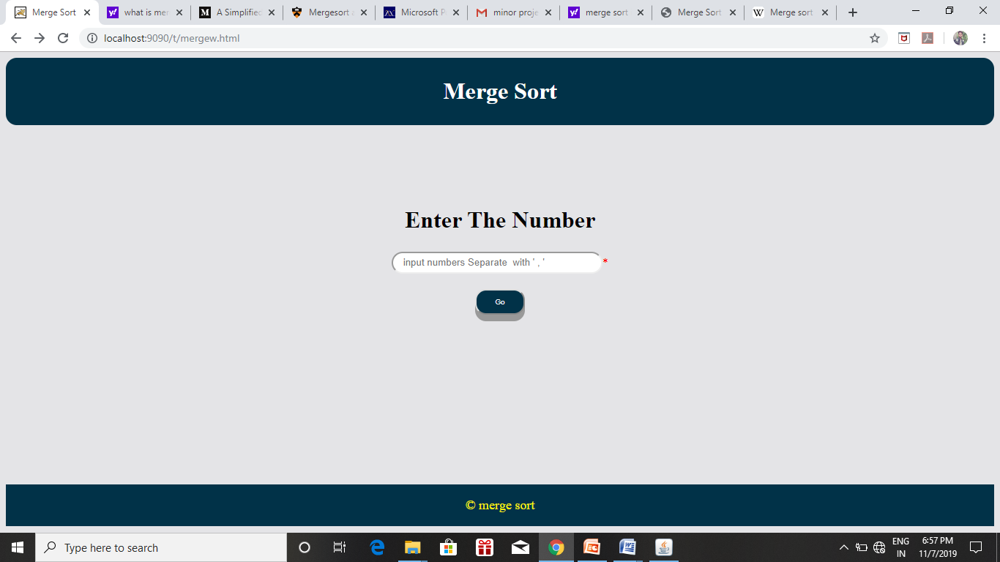 Merge Sort
what is mer
A Simplified
Mergesort a
Microsoft P
minor proje
merge sort
Merge Sort
Merge sort
localhost:9090/t/mergew.html
Merge Sort
Enter The Number
input numbers Separate  with ' , ' *
Go
© merge sort
Type here to search
ENG
IN
6:57 PM
11/7/2019